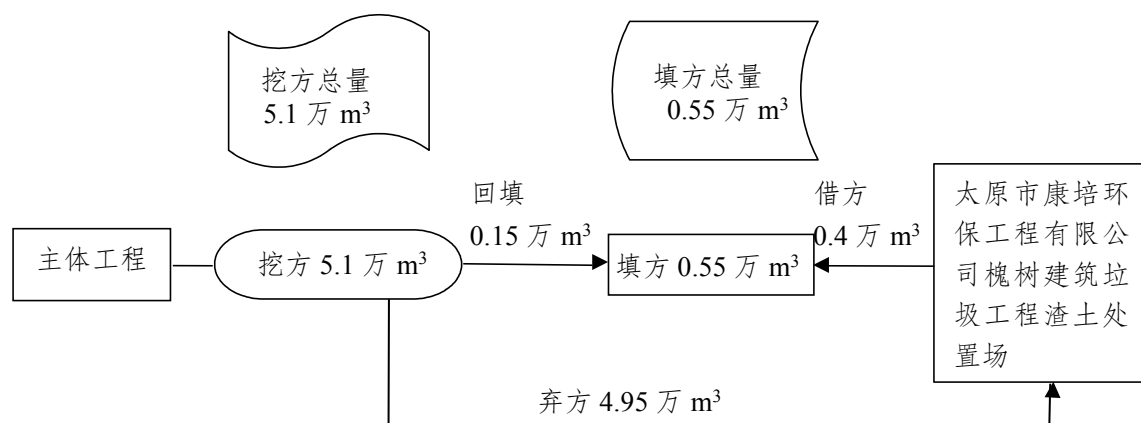 挖方总量
5.1 万 m³
填方总量
0.55 万 m³
回填
0.15 万 m³
借方
0.4 万 m³
主体工程
挖方 5.1 万 m³
填方 0.55 万 m³
太原市康培环
保工程有限公
司槐树建筑垃
圾工程渣土处
置场
弃方 4.95 万 m³